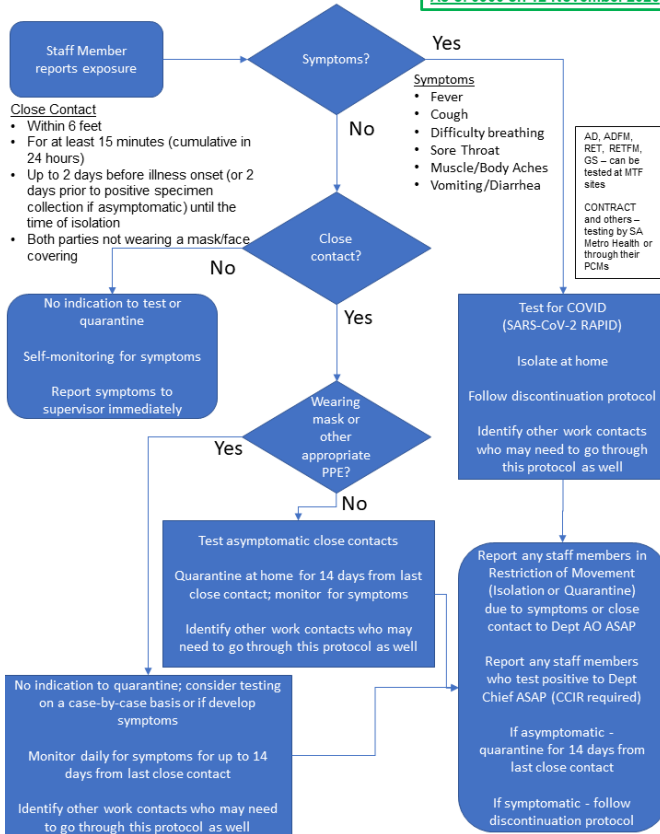 As of 0800 on 12 November 2020
Staff Member
reports exposure
Symptoms?
Yes
No
Symptoms
• Fever
• Cough
• Difficulty breathing
• Sore Throat
• Muscle/Body Aches
• Vomiting/Diarrhea
Close Contact
• Within 6 feet
• For at least 15 minutes (cumulative in
24 hours)
• Up to 2 days before illness onset (or 2
days prior to positive specimen
collection if asymptomatic) until the
time of isolation
• Both parties not wearing a mask/face
covering
AD, ADFM,
RET, RETFM,
GS – can be
tested at MTF
sites
CONTRACT
and others –
testing by SA
Metro Health or
through their
PCMs
Close
contact?
No
Yes
No indication to test or
quarantine
Self-monitoring for symptoms
Report symptoms to
supervisor immediately
Test for COVID
(SARS-CoV-2 RAPID)
Isolate at home
Follow discontinuation protocol
Identify other work contacts
who may need to go through
this protocol as well
Wearing
mask or
other
appropriate
PPE?
Yes
No
Test asymptomatic close contacts
Quarantine at home for 14 days from last
close contact; monitor for symptoms
Identify other work contacts who may
need to go through this protocol as well
Report any staff members in
Restriction of Movement
(Isolation or Quarantine)
due to symptoms or close
contact to Dept AO ASAP
Report any staff members
who test positive to Dept
Chief ASAP (CCIR required)
If asymptomatic -
quarantine for 14 days from
last close contact
If symptomatic - follow
discontinuation protocol
No indication to quarantine; consider testing
on a case-by-case basis or if develop
symptoms
Monitor daily for symptoms for up to 14
days from last close contact
Identify other work contacts who may need
to go through this protocol as well